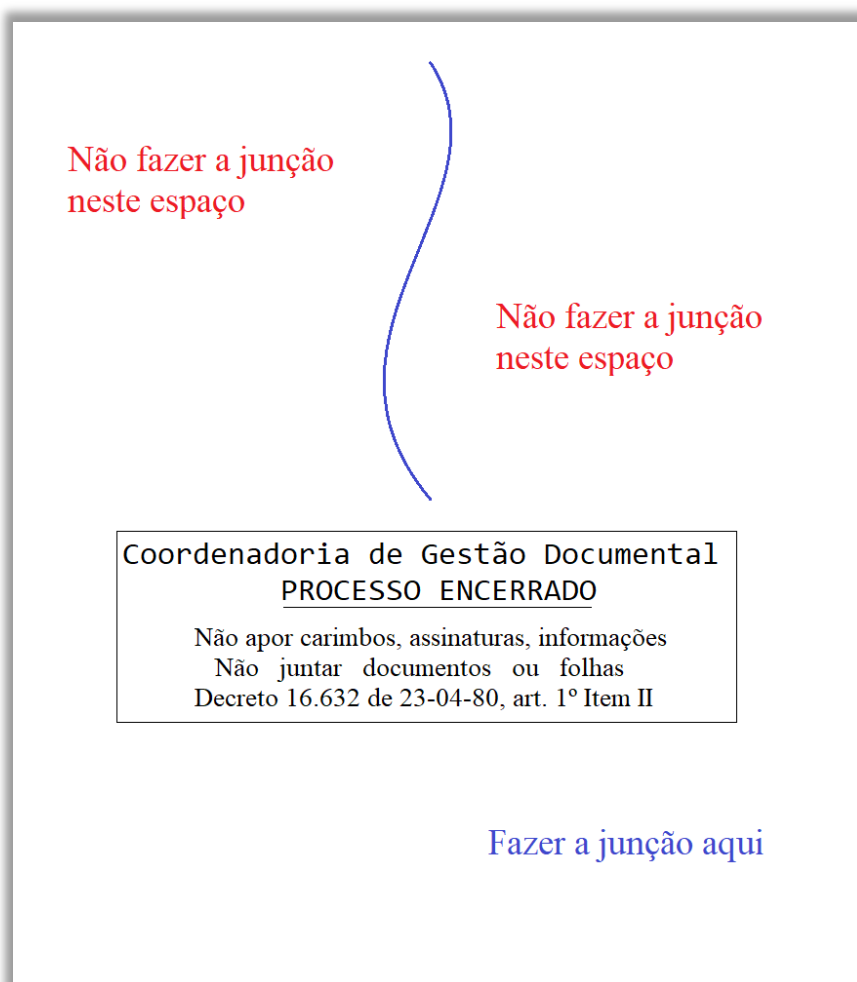 Não fazer a junção
neste espaço
Não fazer a junção
neste espaço
Coordenadoria de Gestão Documental
PROCESSO ENCERRADO
Não apor carimbos, assinaturas, informações
Não juntar documentos ou folhas
Decreto 16.632 de 23-04-80, art. 1º Item II
Fazer a junção aqui